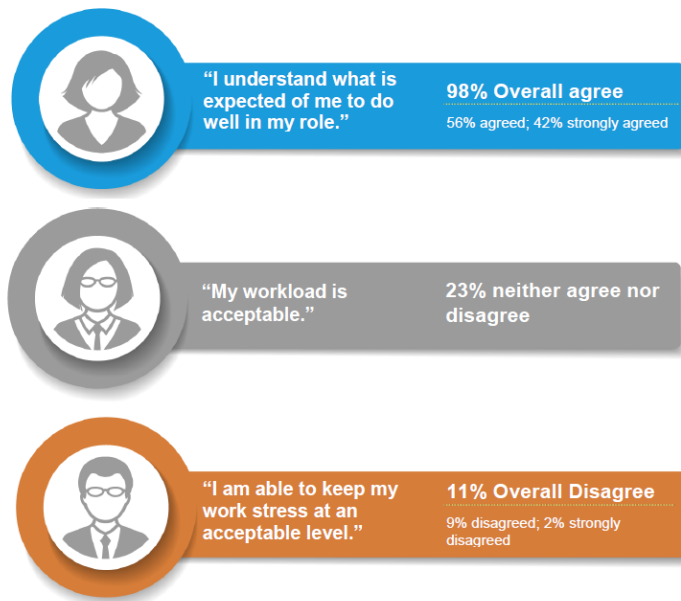 “I understand what is
expected of me to do
well in my role.”
98% Overall agree
56% agreed; 42% strongly agreed
“My workload is
acceptable.”
23% neither agree nor
disagree
“I am able to keep my
work stress at an
acceptable level.”
11% Overall Disagree
9% disagreed; 2% strongly
disagreed